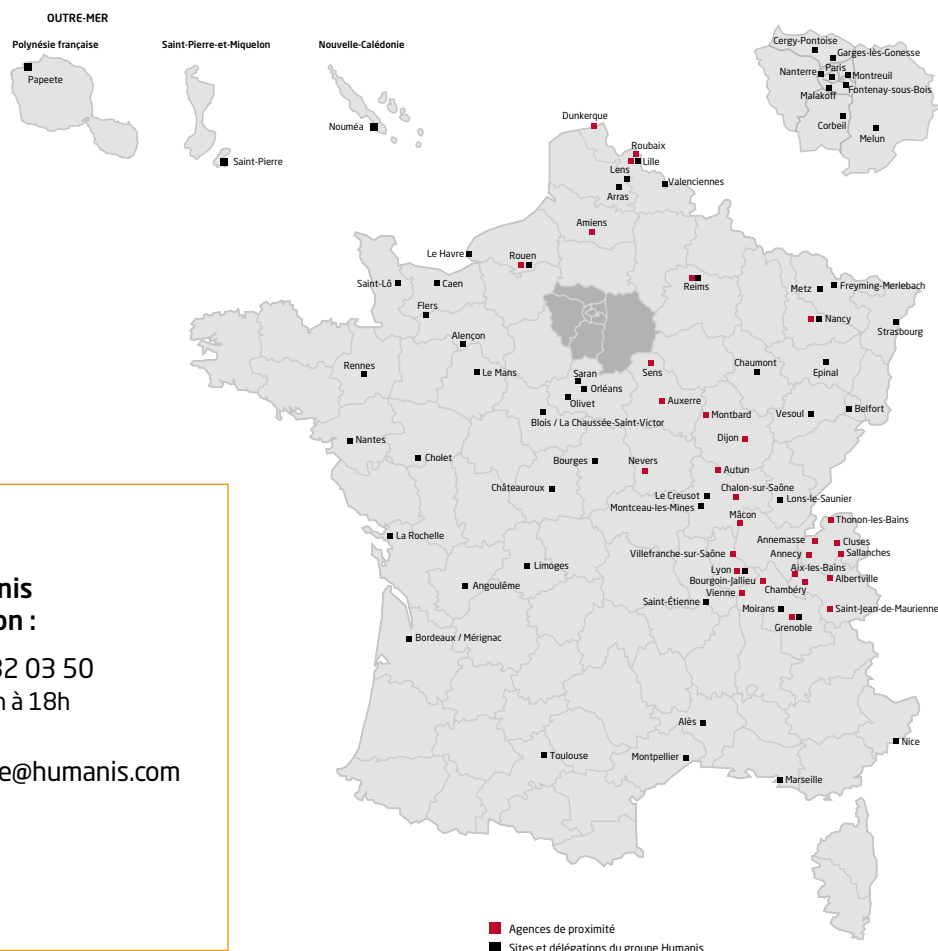 OUTRE-MER
Polynésie française
Saint-Pierre-et-Miquelon
Nouvelle-Calédonie
Papeete
Nouméa
Saint-Pierre
Cergy-Pontoise
Garges-lès-Gonesse
Nanterre
Paris
Montreuil
Malakoff
Fontenay-sous-Bois
Corbeil
Melun
Dunkerque
Roubaix
Lille
Lens
Valenciennes
Arras
Amiens
Le Havre
Rouen
Saint-Lô
Caen
Reims
Metz
Freyming-Merlebach
Flers
Nancy
Strasbourg
Alençon
Rennes
Le Mans
Saran
Sens
Chaumont
Epinal
Orléans
Olivet
Auxerre
Blois / La Chaussée-Saint-Victor
Montbard
Vesoul
Belfort
Nantes
Dijon
Cholet
Bourges
Nevers
Autun
Châteauroux
Chalon-sur-Saône
Le Creusot
Lons-le-Saunier
Montceau-les-Mines
Mâcon
Thonon-les-Bains
La Rochelle
Annemasse
Cluses
Villefranche-sur-Saône
Annecy
Sallanches
Limoges
Lyon
Aix-les-Bains
Angoulême
Bourgoin-Jallieu
Albertville
Vienne
Chambéry
Saint-Étienne
Moirans
Saint-Jean-de-Maurienne
Grenoble
Bordeaux / Mérignac
Alès
Nice
Toulouse
Montpellier
Marseille
nis
on :
32 03 50
à 18h
e@humanis.com
Agences de proximité
Sites et délégations du groupe Humanis